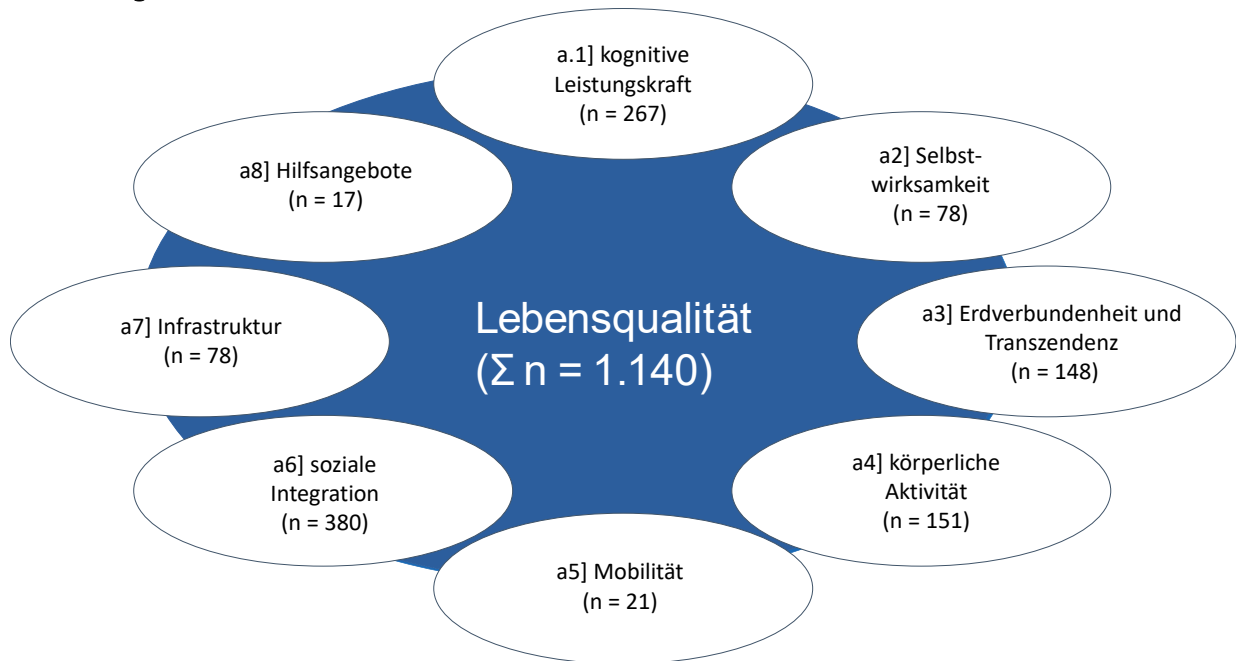 a.1] kognitive
Leistungskraft
(n = 267)
a2] Selbst-
wirksamkeit
(n = 78)
a3] Erdverbundenheit und
Transzendenz
(n = 148)
a4] körperliche
Aktivität
(n = 151)
a5] Mobilität
(n = 21)
a6] soziale
Integration
(n = 380)
a7] Infrastruktur
(n = 78)
a8] Hilfsangebote
(n = 17)
Lebensqualität
(Σ n = 1.140)